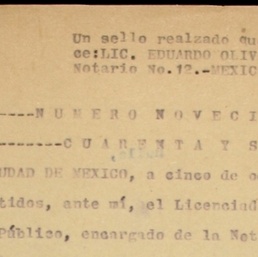 Un sello realzado qu
ce:LIC. EDUARDO OLIV
Notario No.12.-MEXIC
----N U M E R O N O V E C I
-------C U A R E N T A Y S
UDAD DE MEXICO, a cinco de o
tidos, ante mí, el Licenciad
Público, encargado de la Not